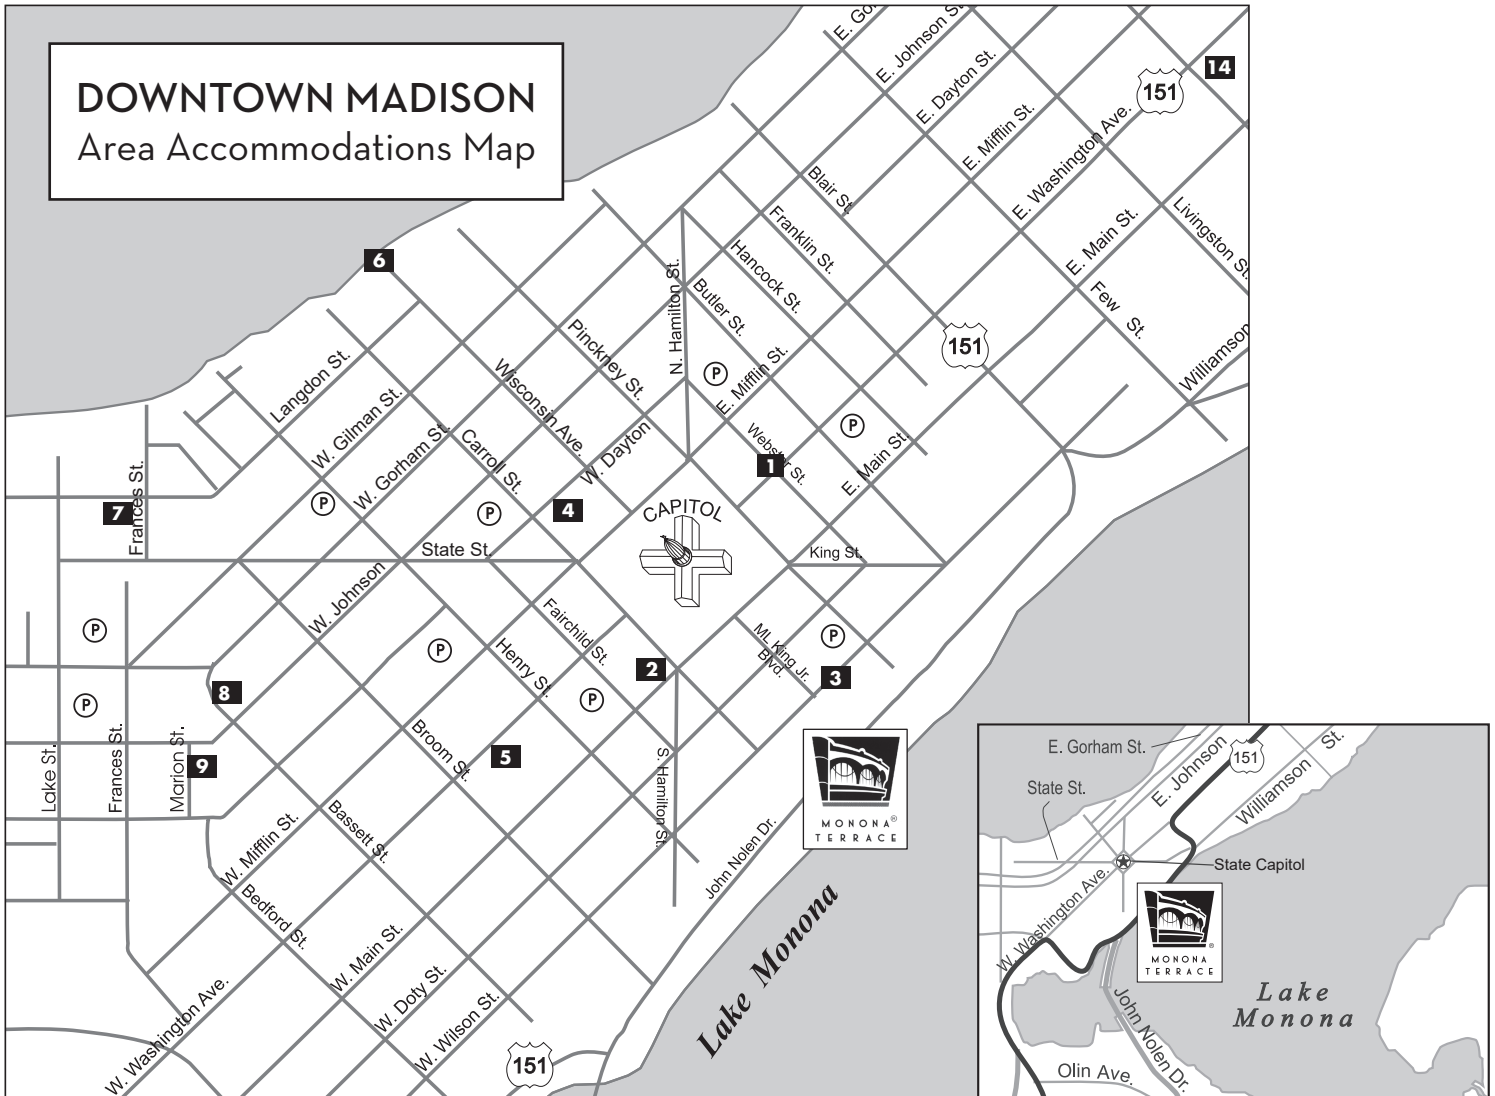 DOWNTOWN MADISON
Area Accommodations Map
E. Go
E. Johnson S
E. Dayton St.
E. Mifflin St.
E. Washington Ave.
151
14
Blair St.
Franklin St.
Hancock St.
Butler St.
N. Hamilton St.
E. Main St.
Livingston St.
Few St.
Williamson
151
6
Pinckney St.
Wisconsin Ave.
Langdon St.
W. Gilman St.
W. Gorham St.
Carroll St.
W. Dayton
P
E. Mifflin St.
P
Webster St.
1
E. Main St.
Frances St.
7
P
P
4
CAPITOL
State St.
King St.
W. Johnson
P
P
Fairchild St.
Henry St.
2
P
ML King Jr.
Blvd.
P
3
8
P
Lake St.
Frances St.
Marion St.
9
Broom St.
5
S. Hamilton St.
MONONA®
TERRACE
John Nolen Dr.
Bassett St.
W. Mifflin St.
Bedford St.
W. Main St.
W. Doty St.
W. Wilson St.
W. Washington Ave.
151
Lake Monona
E. Gorham St.
E. Johnson
151
St.
Williamson
State St.
State Capitol
W. Washington Ave.
MONONA
TERRACE®
Lake
Monona
John Nolen Dr.
Olin Ave.